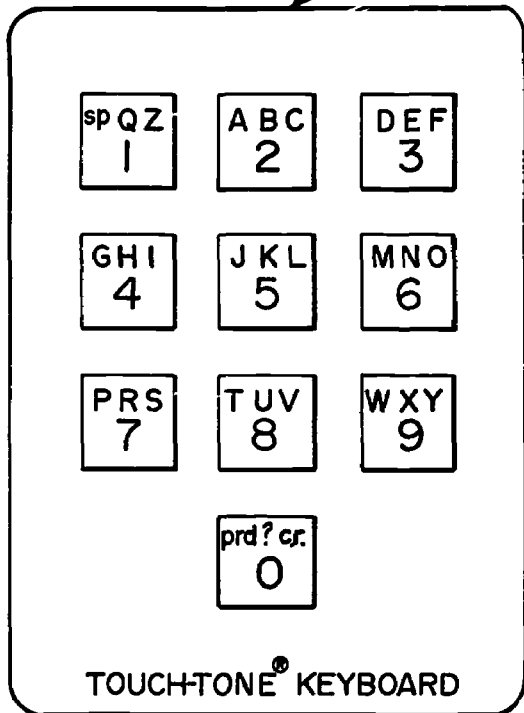 sp Q Z A B C D E F
1 2 3
G H I J K L M N O
4 5 6
P R S T U V W X Y
7 8 9
prd ? cr.
0
TOUCH-TONE® KEYBOARD